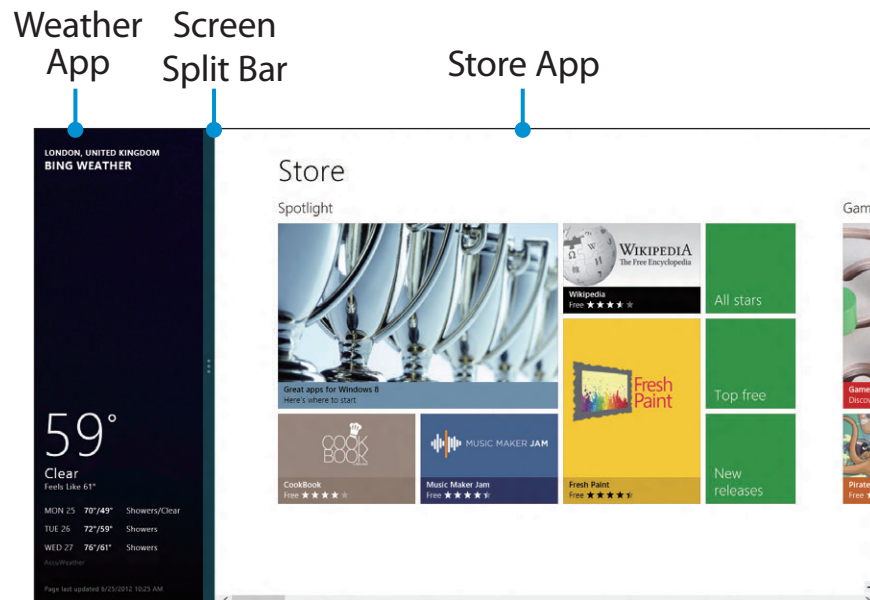 Weather App
Screen Split Bar
Store App
LONDON, UNITED KINGDOM
BING WEATHER
59°
Clear
Feels Like 61°
MON 25 70°/49° Showers/Clear
TUE 26 72°/59° Showers
WED 27 76°/61° Showers
AccuWeather
Page last updated 6/25/2012 10:25 AM
Store
Spotlight
Great apps for Windows 8
Here's where to start
WIKIPEDIA
The Free Encyclopedia
Wikipedia
Free
All stars
Fresh Paint
Fresh Paint
Free
Top free
COOK BOOK
CookBook
Free
MUSIC MAKER JAM
Music Maker Jam
Free
New releases
Gam
Game
Disco
Pirate
Free